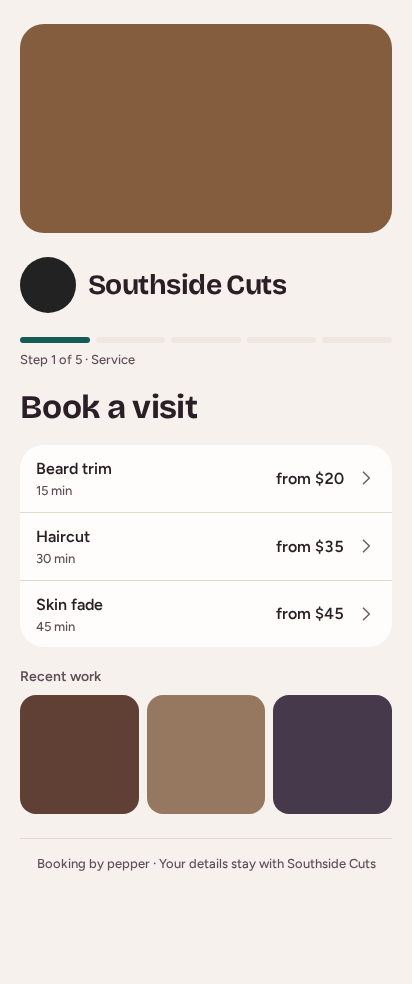 Southside Cuts
Step 1 of 5 · Service
Book a visit
Beard trim
15 min
from $20
Haircut
30 min
from $35
Skin fade
45 min
from $45
Recent work
Booking by pepper · Your details stay with Southside Cuts